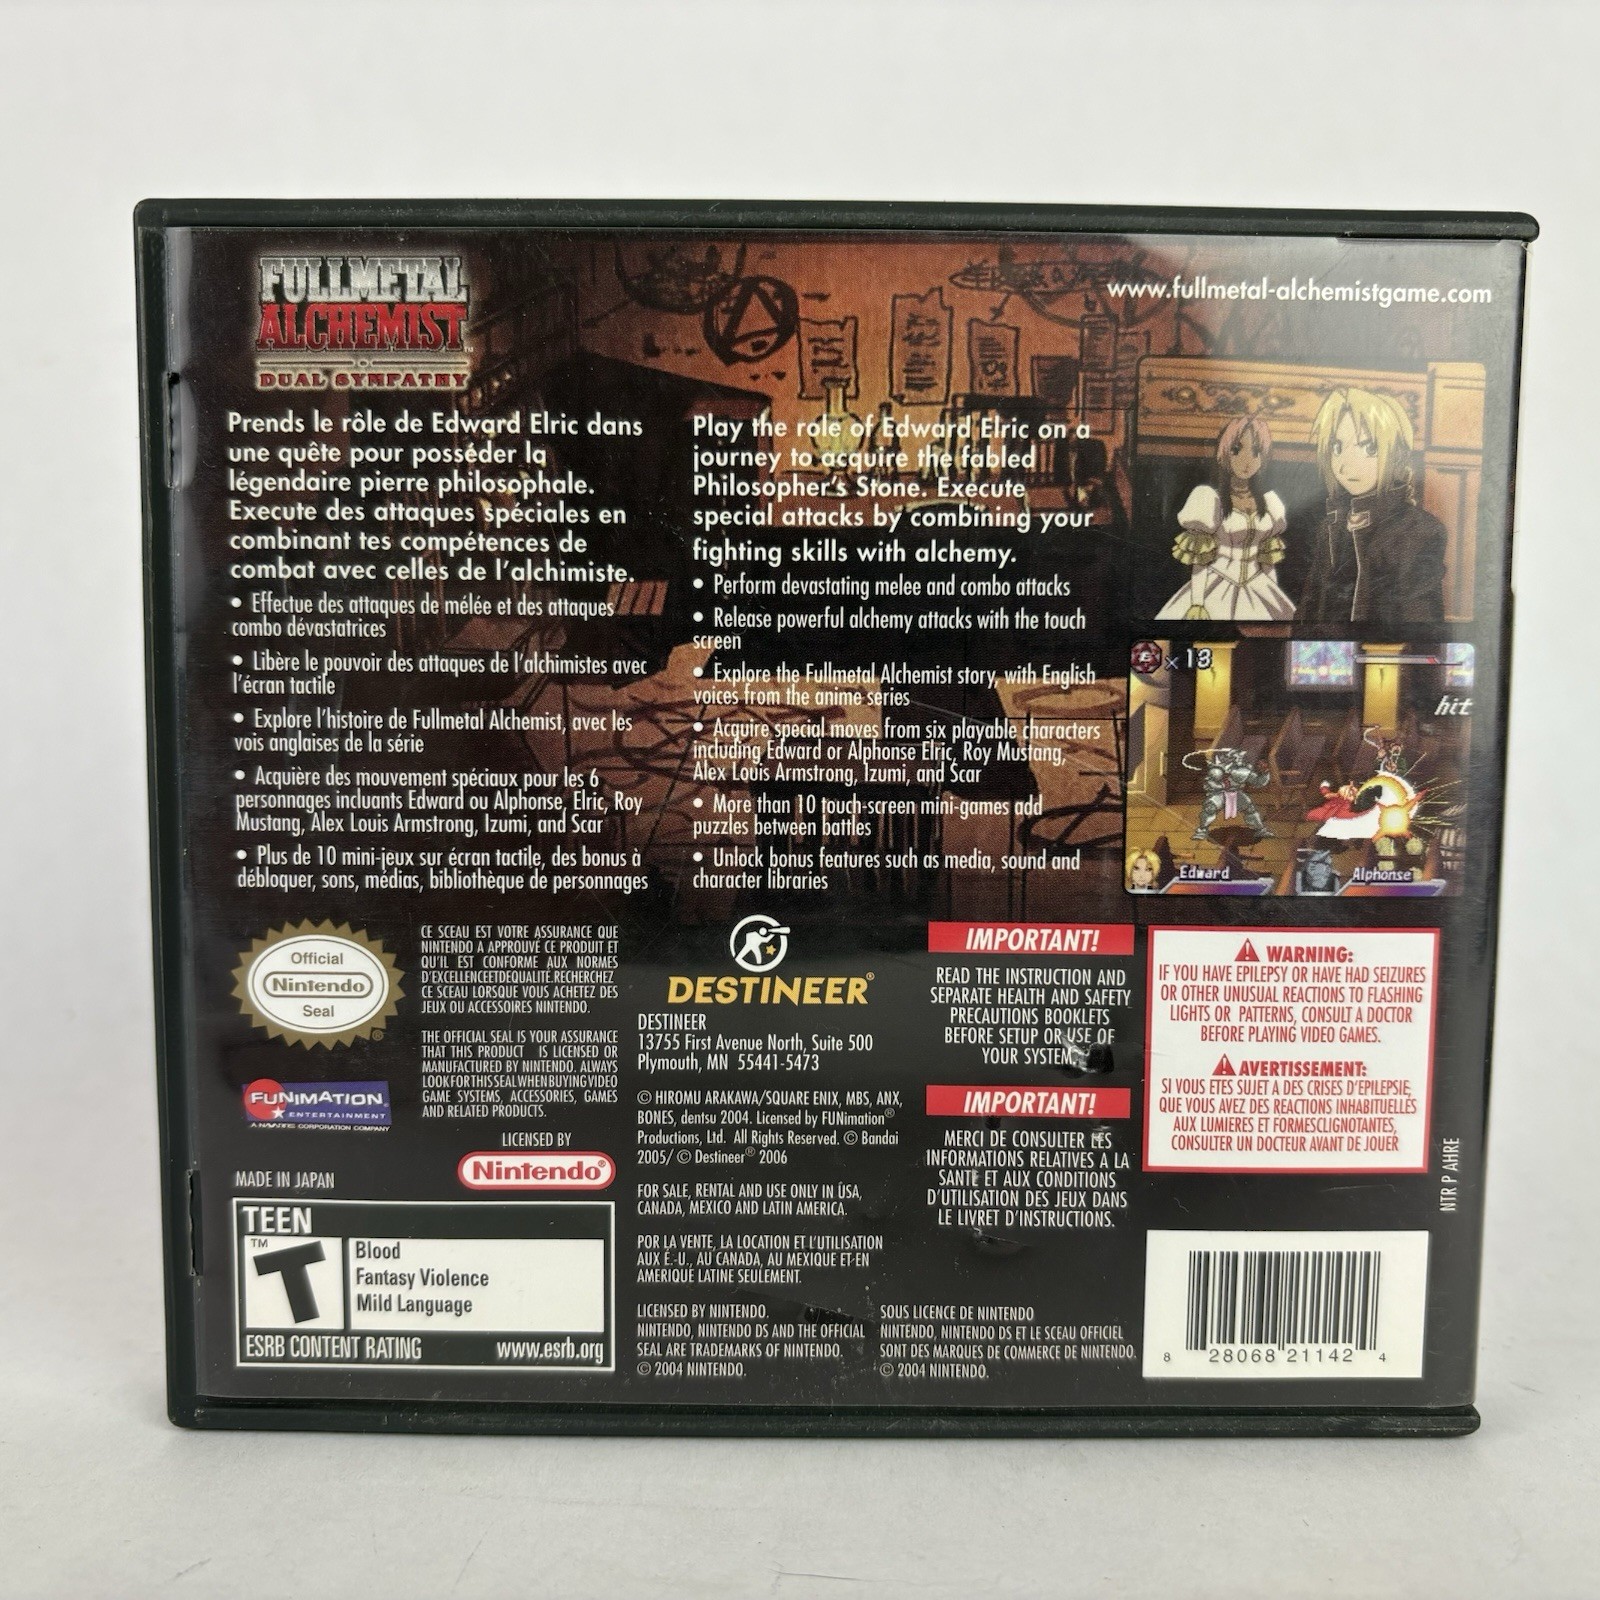 FULLMETAL
ALCHEMIST™
DUAL SYMPATHY
www.fullmetal-alchemistgame.com
Prends le rôle de Edward Elric dans
une quête pour posséder la
légendaire pierre philosophale.
Execute des attaques spéciales en
combinant tes compétences de
combat avec celles de l'alchimiste.
• Effectue des attaques de mélée et des attaques
combo dévastatrices
• Libère le pouvoir des attaques de l'alchimistes avec
l'écran tactile
• Explore l'histoire de Fullmetal Alchemist, avec les
vois anglaises de la série
• Acquière des mouvement spéciaux pour les 6
personnages incluants Edward ou Alphonse, Elric, Roy
Mustang, Alex Louis Armstrong, Izumi, and Scar
• Plus de 10 mini-jeux sur écran tactile, des bonus à
débloquer, sons, médias, bibliothèque de personnages
Play the role of Edward Elric on a
journey to acquire the fabled
Philosopher's Stone. Execute
special attacks by combining your
fighting skills with alchemy.
• Perform devastating melee and combo attacks
• Release powerful alchemy attacks with the touch
screen
• Explore the Fullmetal Alchemist story, with English
voices from the anime series
• Acquire special moves from six playable characters
including Edward or Alphonse Elric, Roy Mustang,
Alex Louis Armstrong, Izumi, and Scar
• More than 10 touch-screen mini-games add
puzzles between battles
• Unlock bonus features such as media, sound and
character libraries
E x 13
hit
Edward
Alphonse
Official
Nintendo
Seal
®
CE SCEAU EST VOTRE ASSURANCE QUE
NINTENDO A APPROUVE CE PRODUIT ET
QU'IL EST CONFORME AUX NORMES
D'EXCELLENCEETDEQUALITE.RECHERCHEZ
CE SCEAU LORSQUE VOUS ACHETEZ DES
JEUX OU ACCESSOIRES NINTENDO.
THE OFFICIAL SEAL IS YOUR ASSURANCE
THAT THIS PRODUCT IS LICENSED OR
MANUFACTURED BY NINTENDO. ALWAYS
LOOKFORTHISSEALWHENBUYINGVIDEO
GAME SYSTEMS, ACCESSORIES, GAMES
AND RELATED PRODUCTS.
FUNIMATION®
ENTERTAINMENT
A NAVARRE CORPORATION COMPANY
LICENSED BY
Nintendo®
MADE IN JAPAN
TEEN
™
T
Blood
Fantasy Violence
Mild Language
ESRB CONTENT RATING www.esrb.org
DESTINEER®
DESTINEER
13755 First Avenue North, Suite 500
Plymouth, MN 55441-5473
© HIROMU ARAKAWA/SQUARE ENIX, MBS, ANX,
BONES, dentsu 2004. Licensed by FUNimation®
Productions, Ltd. All Rights Reserved. © Bandai
2005/ © Destineer® 2006
FOR SALE, RENTAL AND USE ONLY IN USA,
CANADA, MEXICO AND LATIN AMERICA.
POR LA VENTE, LA LOCATION ET L'UTILISATION
AUX É.-U., AU CANADA, AU MEXIQUE ET EN
AMERIQUE LATINE SEULEMENT.
LICENSED BY NINTENDO.
NINTENDO, NINTENDO DS AND THE OFFICIAL
SEAL ARE TRADEMARKS OF NINTENDO.
© 2004 NINTENDO.
SOUS LICENCE DE NINTENDO
NINTENDO, NINTENDO DS ET LE SCEAU OFFICIEL
SONT DES MARQUES DE COMMERCE DE NINTENDO.
© 2004 NINTENDO.
IMPORTANT!
READ THE INSTRUCTION AND
SEPARATE HEALTH AND SAFETY
PRECAUTIONS BOOKLETS
BEFORE SETUP OR USE OF
YOUR SYSTEM.
IMPORTANT!
MERCI DE CONSULTER LES
INFORMATIONS RELATIVES A LA
SANTE ET AUX CONDITIONS
D'UTILISATION DES JEUX DANS
LE LIVRET D'INSTRUCTIONS.
WARNING:
IF YOU HAVE EPILEPSY OR HAVE HAD SEIZURES
OR OTHER UNUSUAL REACTIONS TO FLASHING
LIGHTS OR PATTERNS, CONSULT A DOCTOR
BEFORE PLAYING VIDEO GAMES.
AVERTISSEMENT:
SI VOUS ETES SUJET A DES CRISES D'EPILEPSIE,
QUE VOUS AVEZ DES REACTIONS INHABITUELLES
AUX LUMIERES ET FORMESCLIGNOTANTES,
CONSULTER UN DOCTEUR AVANT DE JOUER
NTR P AHRE
8 28068 21142 4